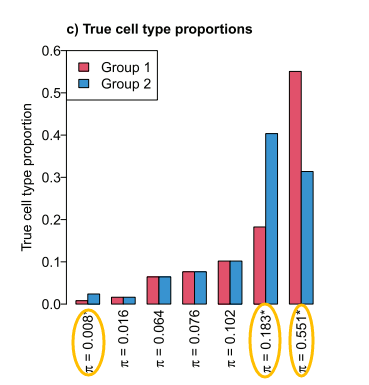 c) True cell type proportions
Group 1
Group 2
True cell type proportion
0.6
0.5
0.4
0.3
0.2
0.1
0.0
π = 0.008*
π = 0.016
π = 0.064
π = 0.076
π = 0.102
π = 0.183*
π = 0.551*